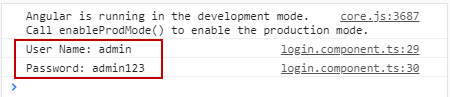 Angular is running in the development mode. core.js:3687
Call enableProdMode() to enable the production mode.
User Name: admin login.component.ts:29
Password: admin123 login.component.ts:30
>